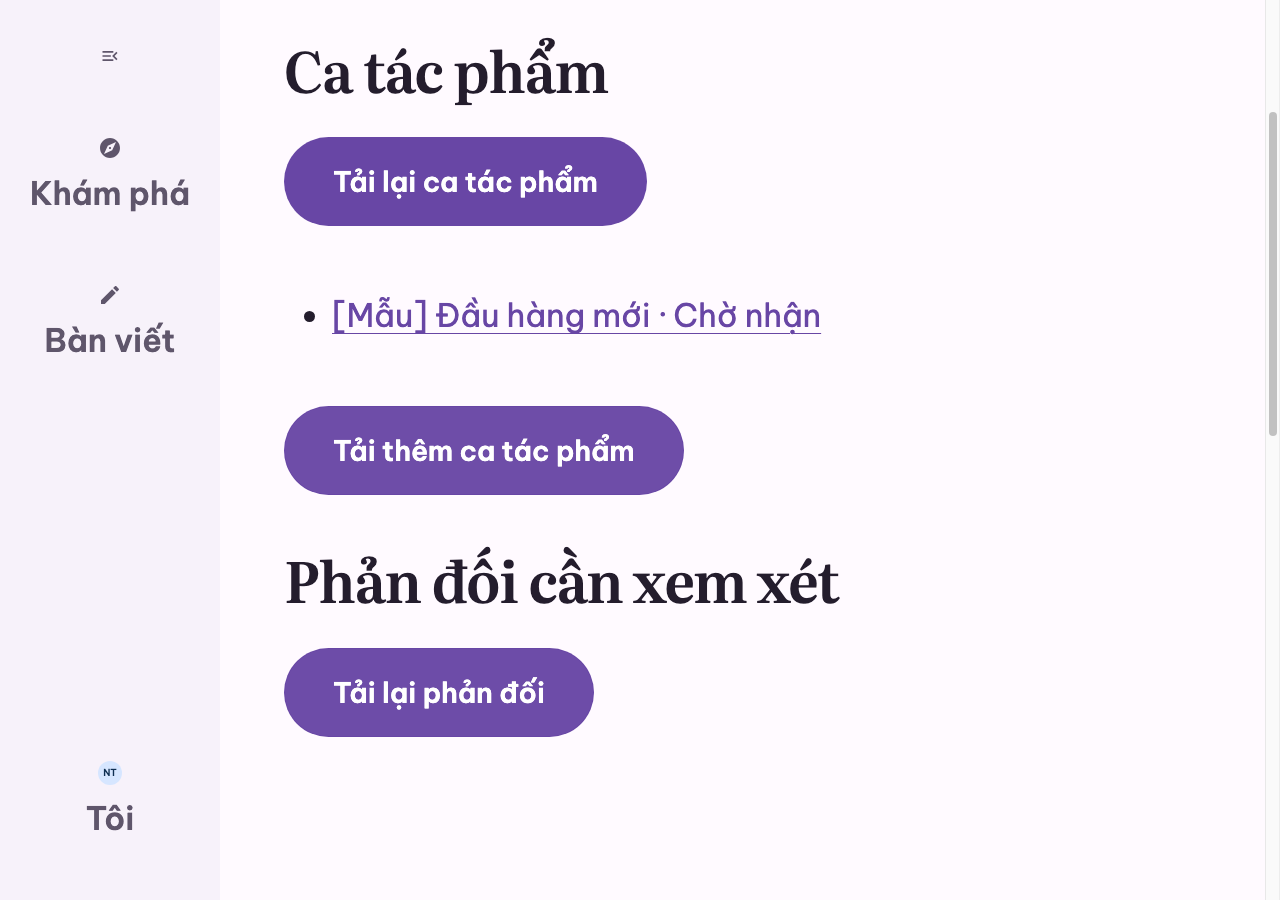 Khám phá
Bàn viết
NT
Tôi
Ca tác phẩm
Tải lại ca tác phẩm
[Mẫu] Đầu hàng mới · Chờ nhận
Tải thêm ca tác phẩm
Phản đối cần xem xét
Tải lại phản đối